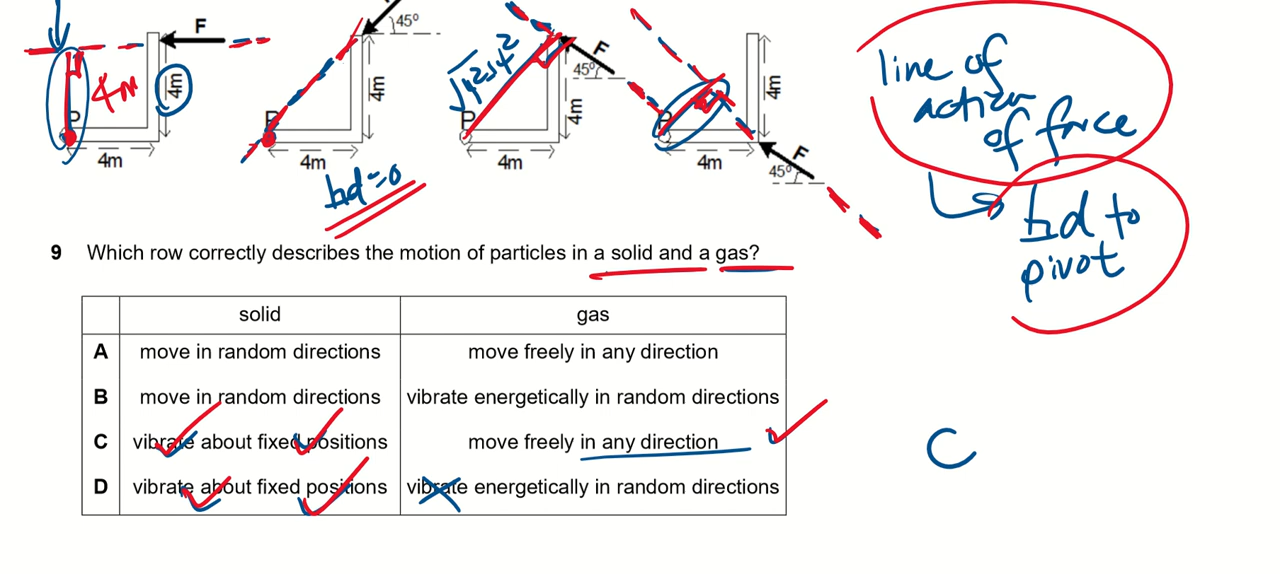 F
45°
F
45°
F
45°
4m
4m
4m
4m
4m
P
P
P
P
4m
4m
4m
4m
⊥d=0
line of
action
of force
⊥d to
pivot
9 Which row correctly describes the motion of particles in a solid and a gas?
solid gas
A move in random directions move freely in any direction
B move in random directions vibrate energetically in random directions
C vibrate about fixed positions move freely in any direction
D vibrate about fixed positions vibrate energetically in random directions
C